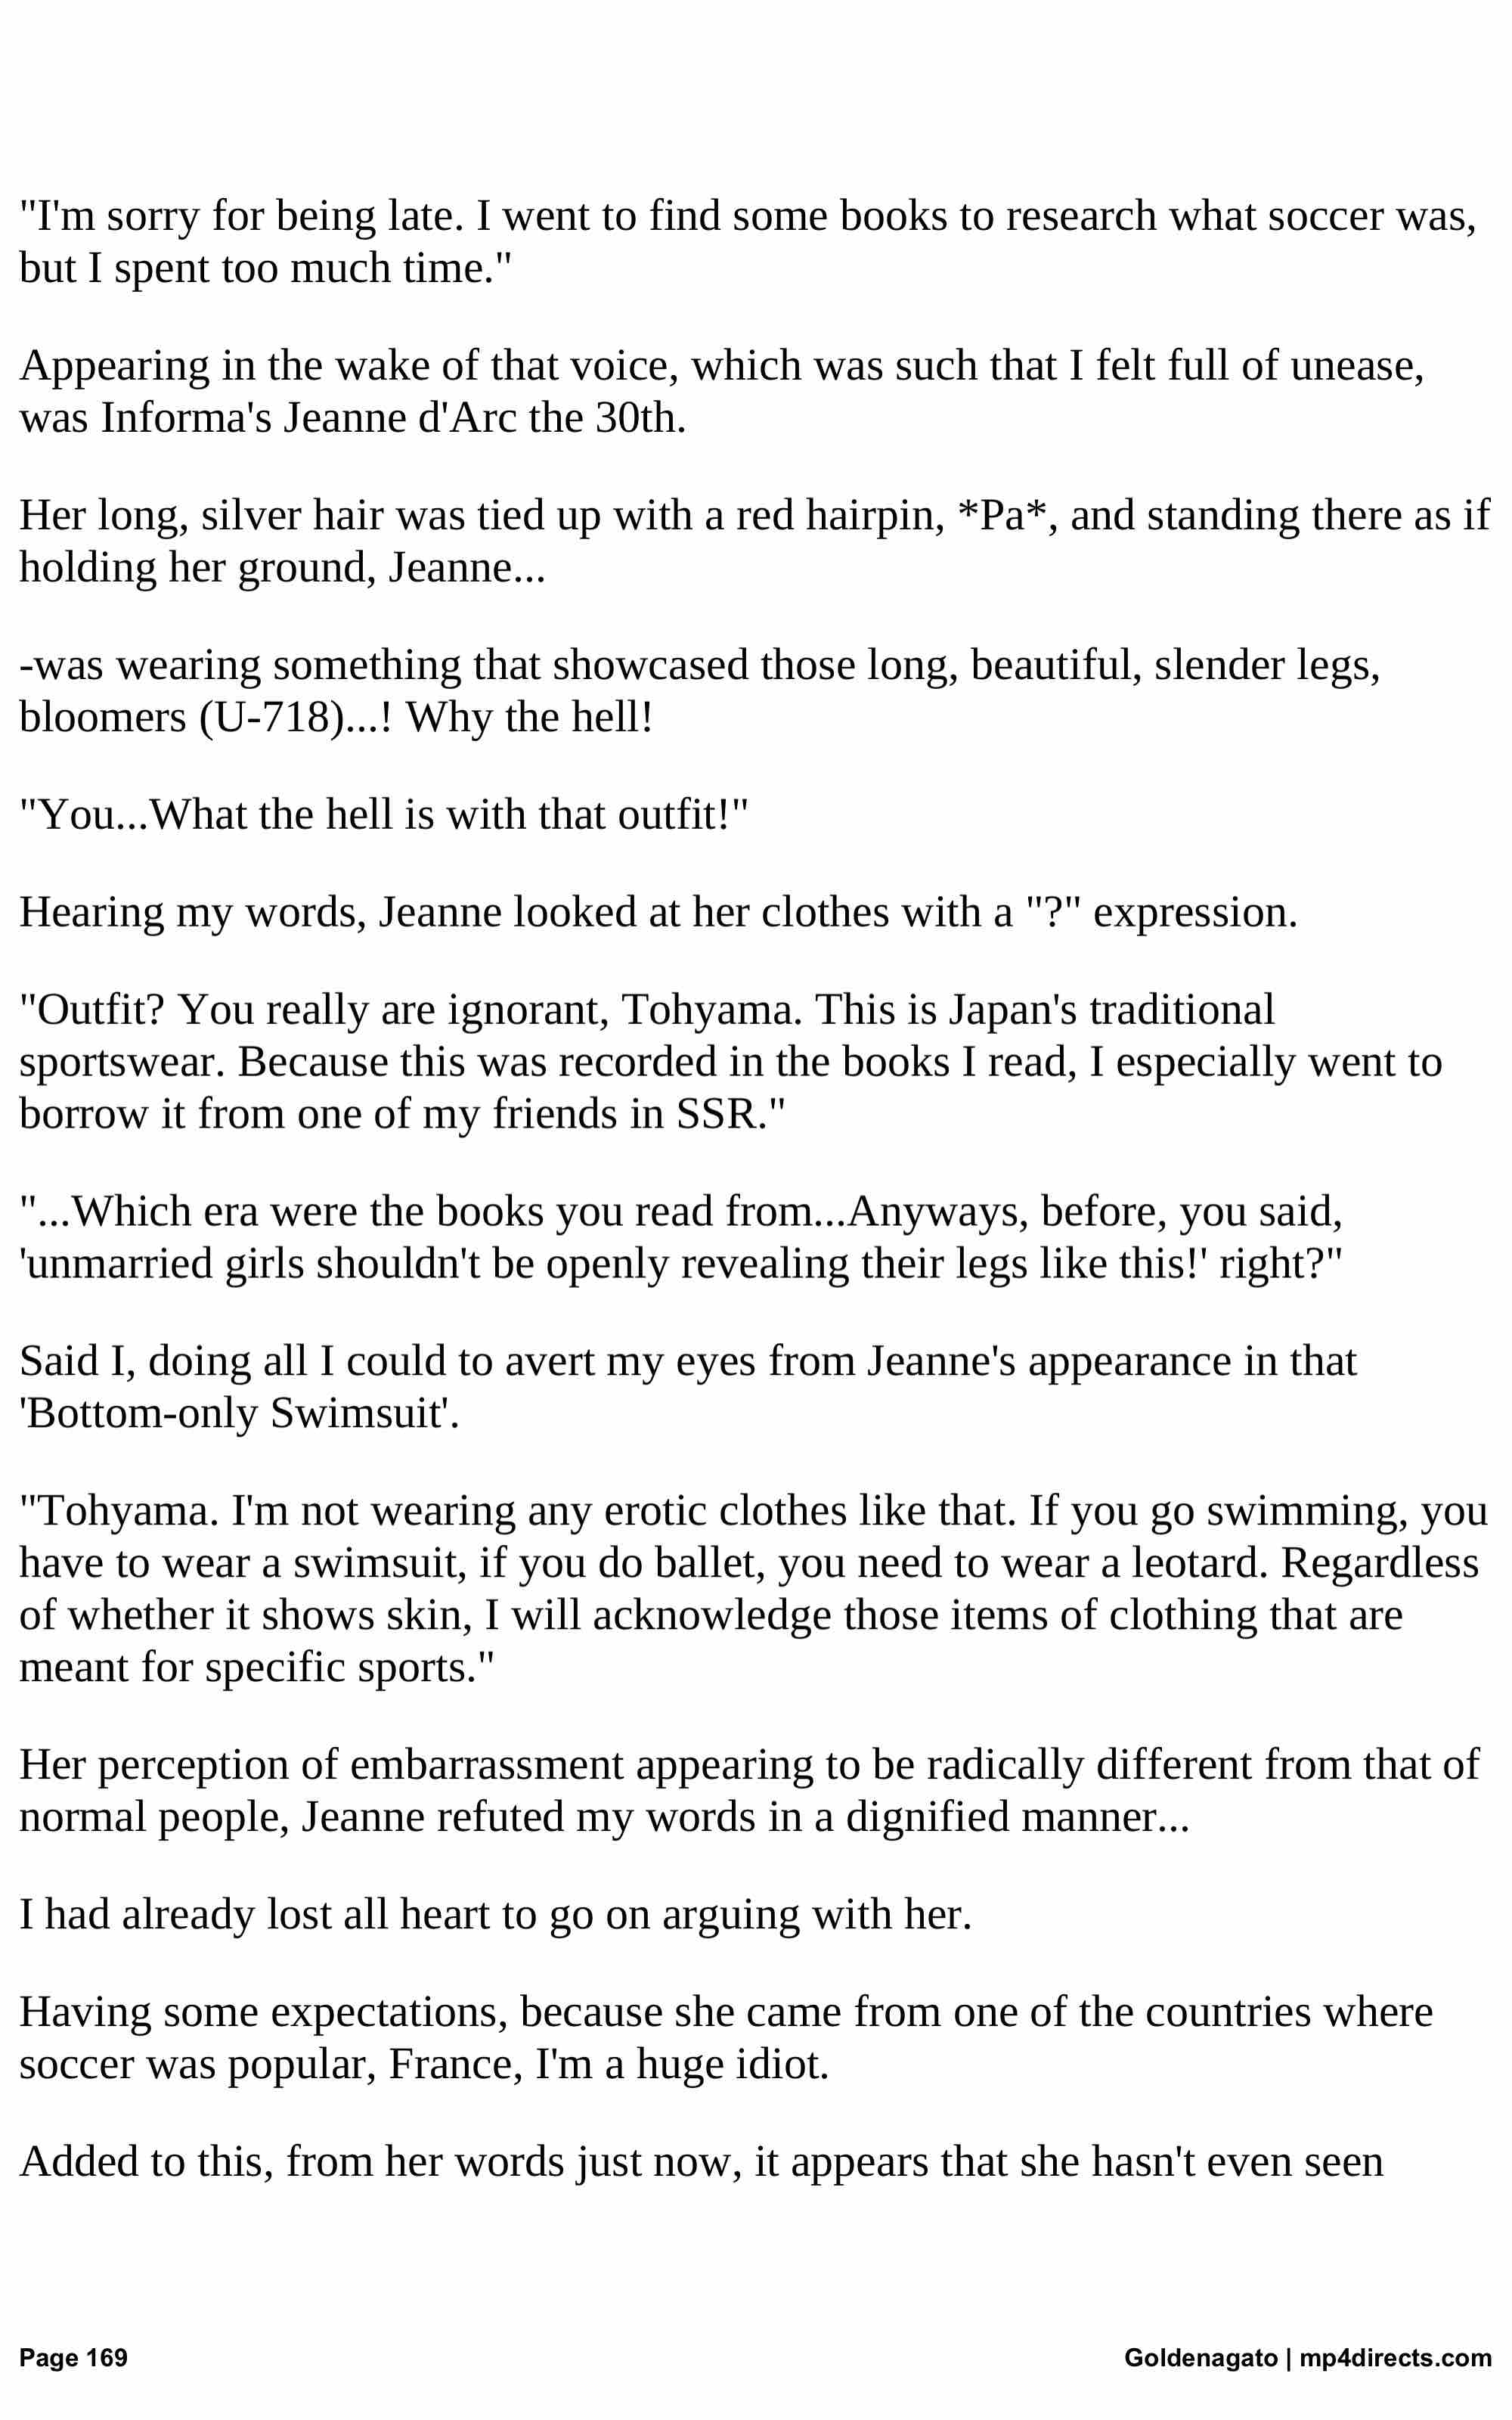 "I'm sorry for being late. I went to find some books to research what soccer was,
but I spent too much time."
Appearing in the wake of that voice, which was such that I felt full of unease,
was Informa's Jeanne d'Arc the 30th.
Her long, silver hair was tied up with a red hairpin, *Pa*, and standing there as if
holding her ground, Jeanne...
-was wearing something that showcased those long, beautiful, slender legs,
bloomers (U-718)...! Why the hell!
"You...What the hell is with that outfit!"
Hearing my words, Jeanne looked at her clothes with a "?" expression.
"Outfit? You really are ignorant, Tohyama. This is Japan's traditional
sportswear. Because this was recorded in the books I read, I especially went to
borrow it from one of my friends in SSR."
"...Which era were the books you read from...Anyways, before, you said,
'unmarried girls shouldn't be openly revealing their legs like this!' right?"
Said I, doing all I could to avert my eyes from Jeanne's appearance in that
'Bottom-only Swimsuit'.
"Tohyama. I'm not wearing any erotic clothes like that. If you go swimming, you
have to wear a swimsuit, if you do ballet, you need to wear a leotard. Regardless
of whether it shows skin, I will acknowledge those items of clothing that are
meant for specific sports."
Her perception of embarrassment appearing to be radically different from that of
normal people, Jeanne refuted my words in a dignified manner...
I had already lost all heart to go on arguing with her.
Having some expectations, because she came from one of the countries where
soccer was popular, France, I'm a huge idiot.
Added to this, from her words just now, it appears that she hasn't even seen
Page 169
Goldenagato | mp4directs.com